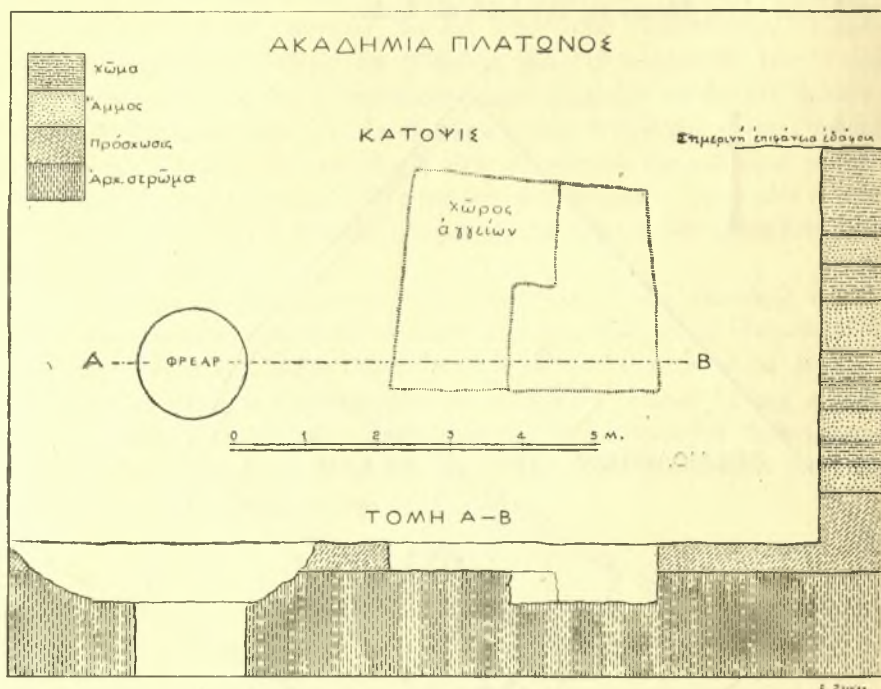 ΑΚΑΔΗΜΙΑ ΠΛΑΤΩΝΟΣ
χῶμα
Ἄμμος
Πρόσχωσις
Ἀρχ. στρῶμα
ΚΑΤΟΨΙΣ
Σημερινή ἐπιφάνεια ἐδάφους
χῶρος
ἀγγείων
Α
ΦΡΕΑΡ
Β
0 1 2 3 4 5 Μ.
ΤΟΜΗ Α–Β